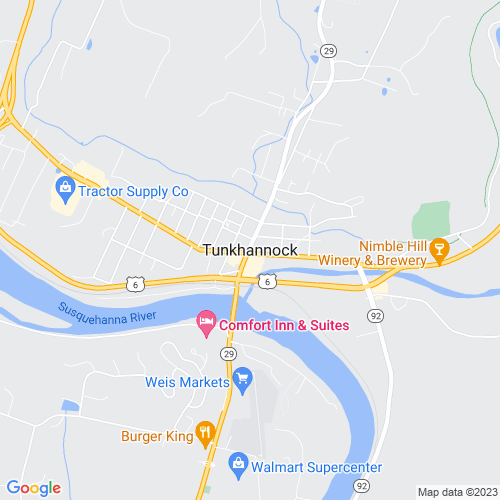 29
Tractor Supply Co
Tunkhannock
Nimble Hill
Winery & Brewery
6
6
Susquehanna River
92
Comfort Inn & Suites
29
Weis Markets
Burger King
Walmart Supercenter
92
Google
Map data ©2023